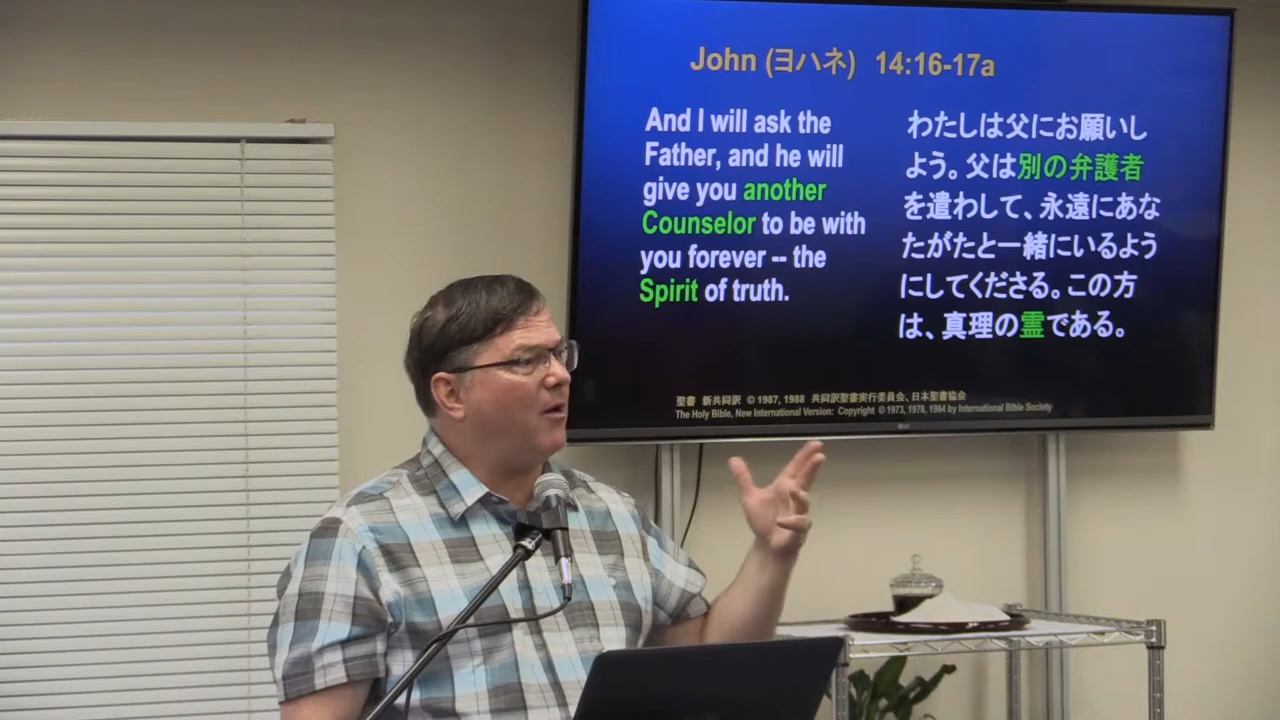 John (ヨハネ) 14:16-17a
And I will ask the
Father, and he will
give you another
Counselor to be with
you forever -- the
Spirit of truth.
わたしは父にお願いし
よう。父は別の弁護者
を遣わして、永遠にあな
たがたと一緒にいるよう
にしてくださる。この方
は、真理の霊である。
聖書 新共同訳 © 1987, 1988 共同訳聖書実行委員会、日本聖書協会
The Holy Bible, New International Version: Copyright © 1973, 1978, 1984 by International Bible Society
LG